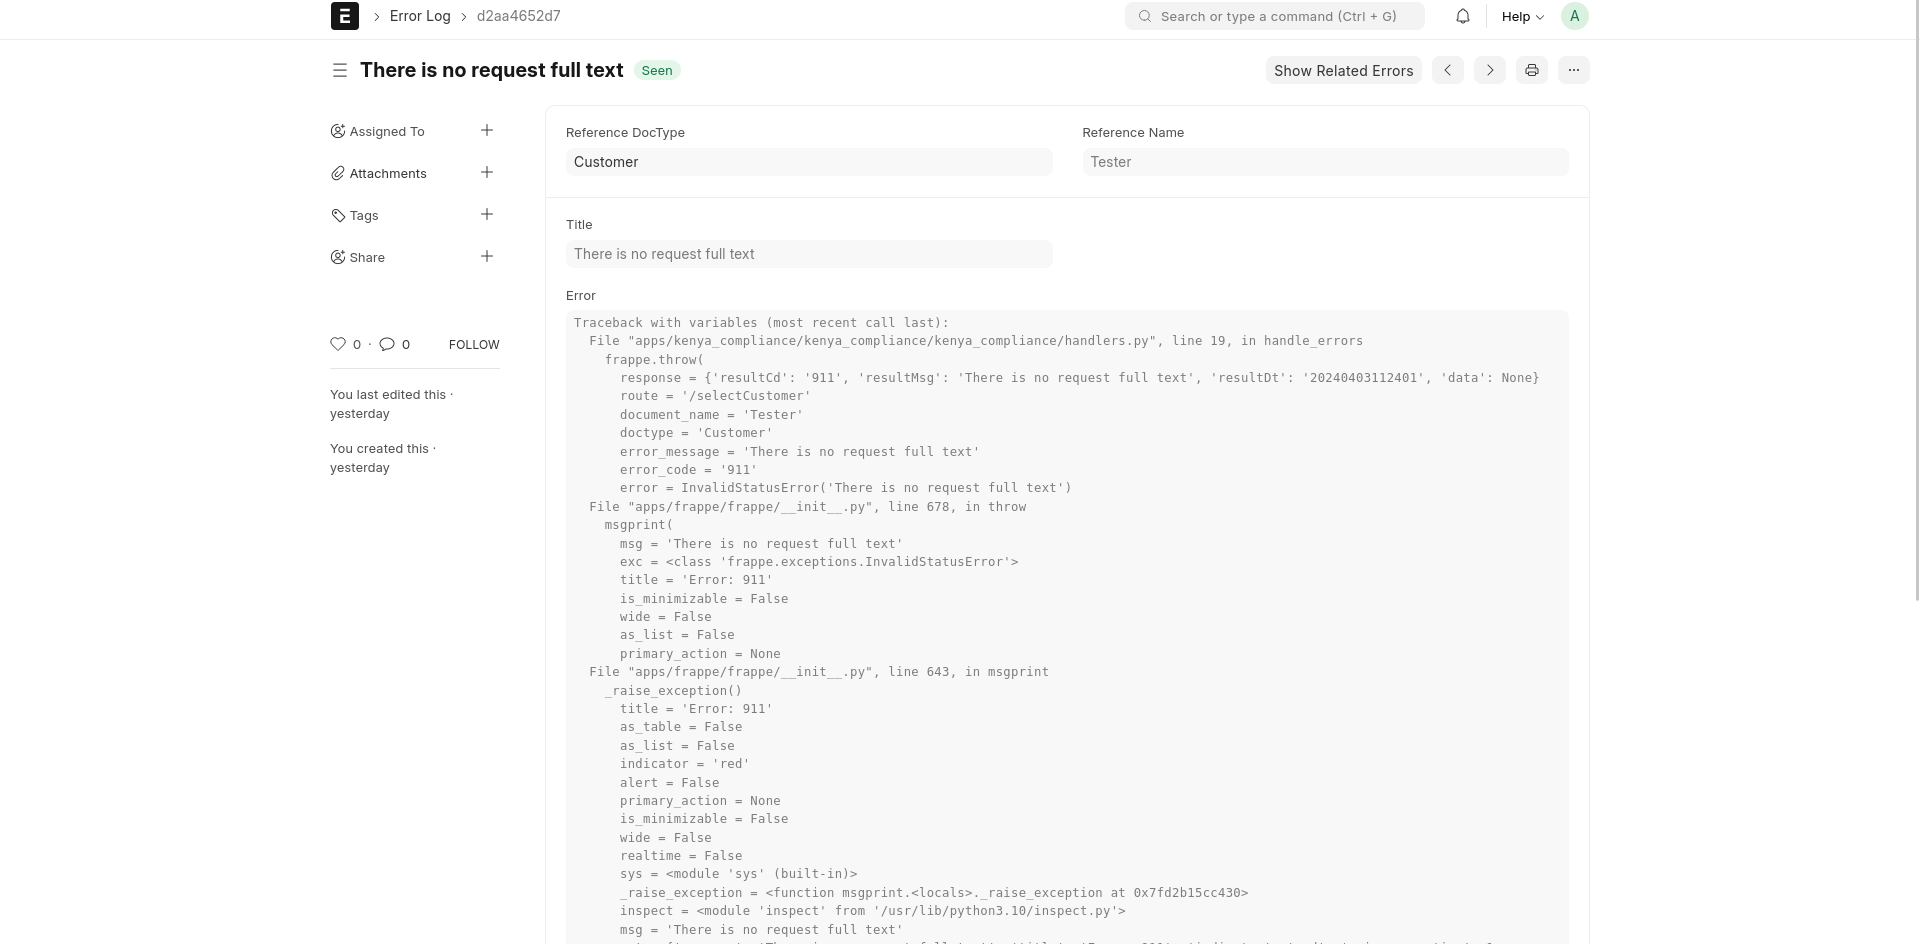 E > Error Log > d2aa4652d7 Search or type a command (Ctrl + G) Help A
There is no request full text Seen Show Related Errors ...
Assigned To +
Attachments +
Tags +
Share +
0 · 0 FOLLOW
You last edited this ·
yesterday
You created this ·
yesterday
Reference DocType Reference Name
Customer Tester
Title
There is no request full text
Error
Traceback with variables (most recent call last):
File "apps/kenya_compliance/kenya_compliance/kenya_compliance/handlers.py", line 19, in handle_errors
frappe.throw(
response = {'resultCd': '911', 'resultMsg': 'There is no request full text', 'resultDt': '20240403112401', 'data': None}
route = '/selectCustomer'
document_name = 'Tester'
doctype = 'Customer'
error_message = 'There is no request full text'
error_code = '911'
error = InvalidStatusError('There is no request full text')
File "apps/frappe/frappe/__init__.py", line 678, in throw
msgprint(
msg = 'There is no request full text'
exc = <class 'frappe.exceptions.InvalidStatusError'>
title = 'Error: 911'
is_minimizable = False
wide = False
as_list = False
primary_action = None
File "apps/frappe/frappe/__init__.py", line 643, in msgprint
_raise_exception()
title = 'Error: 911'
as_table = False
as_list = False
indicator = 'red'
alert = False
primary_action = None
is_minimizable = False
wide = False
realtime = False
sys = <module 'sys' (built-in)>
_raise_exception = <function msgprint.<locals>._raise_exception at 0x7fd2b15cc430>
inspect = <module 'inspect' from '/usr/lib/python3.10/inspect.py'>
msg = 'There is no request full text'